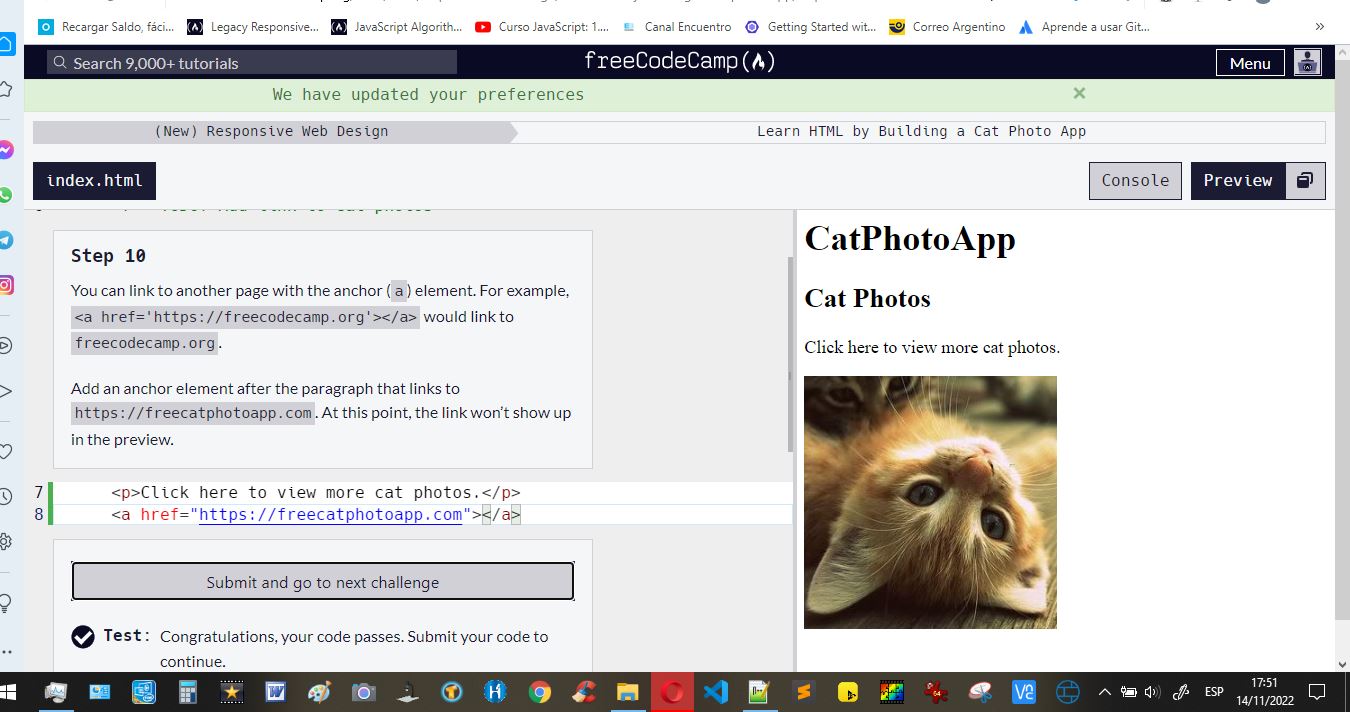 Recargar Saldo, fáci... Legacy Responsive... JavaScript Algorith... Curso JavaScript: 1.... Canal Encuentro Getting Started wit... Correo Argentino Aprende a usar Git... »
Search 9,000+ tutorials freeCodeCamp Menu
We have updated your preferences ×
(New) Responsive Web Design Learn HTML by Building a Cat Photo App
index.html Console Preview
Step 10
You can link to another page with the anchor (a) element. For example,
<a href='https://freecodecamp.org'></a> would link to
freecodecamp.org.
Add an anchor element after the paragraph that links to
https://freecatphotoapp.com. At this point, the link won't show up
in the preview.
7 <p>Click here to view more cat photos.</p>
8 <a href="https://freecatphotoapp.com"></a>
Submit and go to next challenge
Test: Congratulations, your code passes. Submit your code to
continue.
CatPhotoApp
Cat Photos
Click here to view more cat photos.
ESP 17:51
14/11/2022